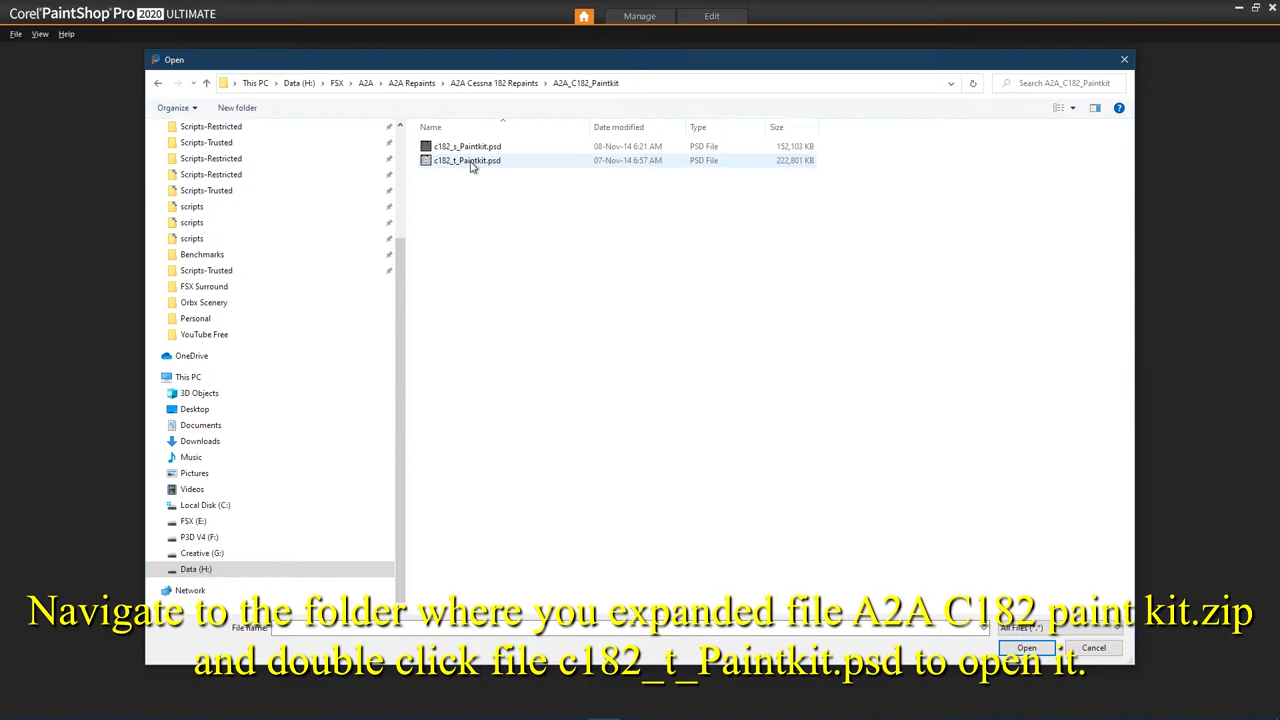 Corel PaintShop Pro 2020 ULTIMATE
Manage
Edit
File View Help
Open
This PC > Data (H:) > FSX > A2A > A2A Repaints > A2A Cessna 182 Repaints > A2A_C182_Paintkit
Search A2A_C182_Paintkit
Organize
New folder
Name
Date modified
Type
Size
Scripts-Restricted
Scripts-Trusted
Scripts-Restricted
Scripts-Restricted
Scripts-Trusted
scripts
scripts
scripts
Benchmarks
Scripts-Trusted
FSX Surround
Orbx Scenery
Personal
YouTube Free
OneDrive
This PC
3D Objects
Desktop
Documents
Downloads
Music
Pictures
Videos
Local Disk (C:)
FSX (E:)
P3D V4 (F:)
Creative (G:)
Data (H:)
Network
c182_s_Paintkit.psd 08-Nov-14 6:21 AM PSD File 152,103 KB
c182_t_Paintkit.psd 07-Nov-14 6:57 AM PSD File 222,801 KB
Navigate to the folder where you expanded file A2A C182 paint kit.zip
and double click file c182_t_Paintkit.psd to open it.
File name:
All Files (*.*)
Open
Cancel